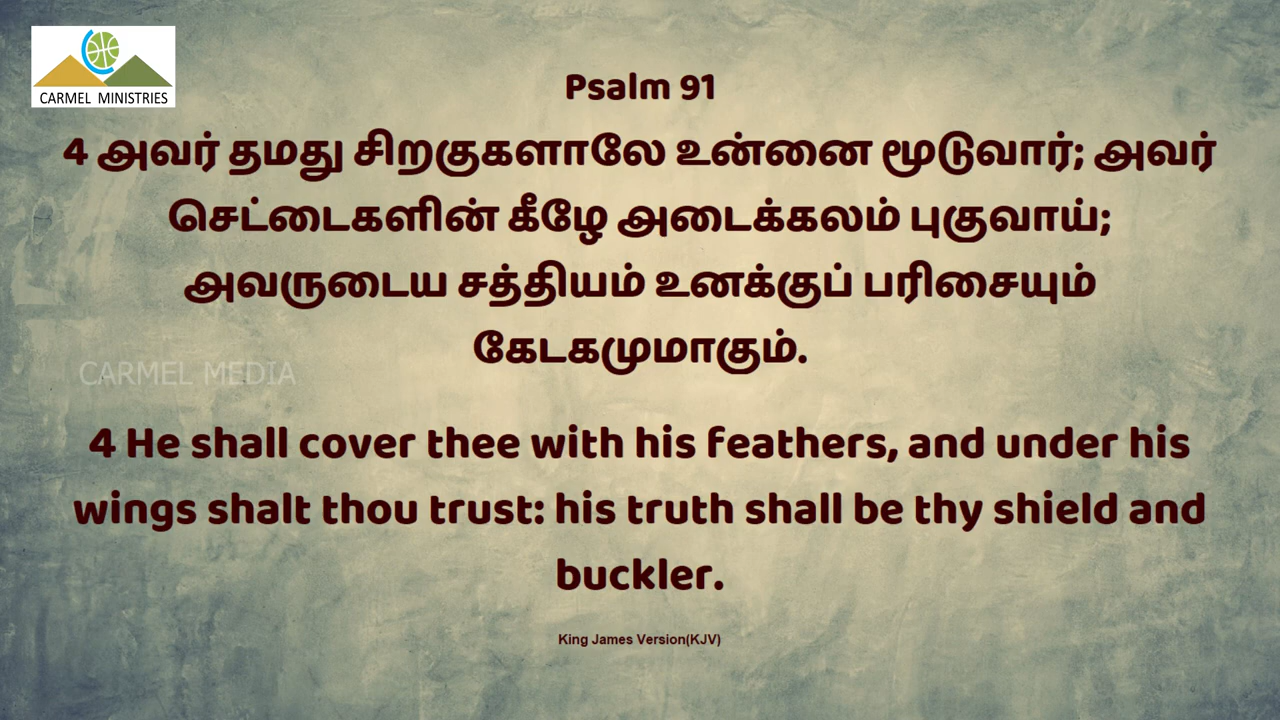 CARMEL MINISTRIES
Psalm 91
4 அவர் தமது சிறகுகளாலே உன்னை மூடுவார்; அவர்
செட்டைகளின் கீழே அடைக்கலம் புகுவாய்;
அவருடைய சத்தியம் உனக்குப் பரிசையும்
கேடகமுமாகும்.
CARMEL MEDIA
4 He shall cover thee with his feathers, and under his
wings shalt thou trust: his truth shall be thy shield and
buckler.
King James Version(KJV)